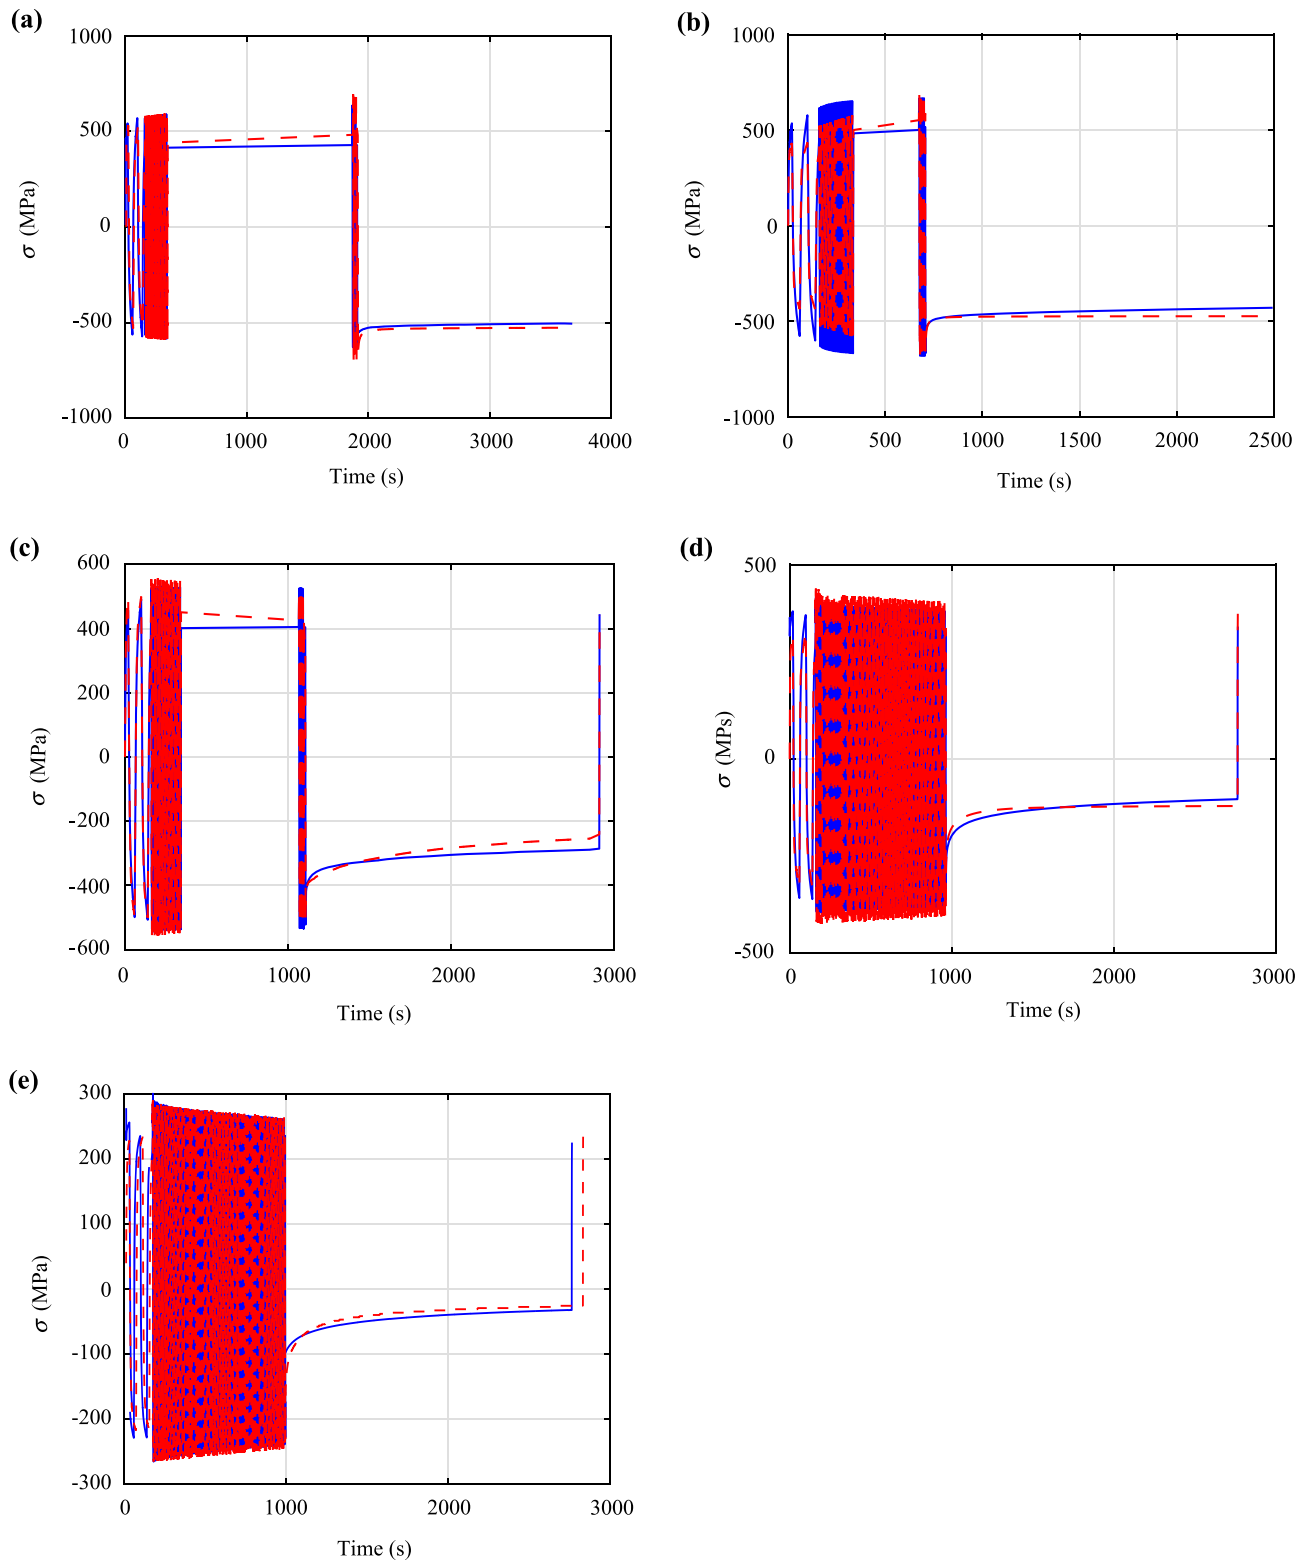 (a)
1000
500
0
-500
-1000
σ (MPa)
0 1000 2000 3000 4000
Time (s)
(b)
1000
500
0
-500
-1000
σ (MPa)
0 500 1000 1500 2000 2500
Time (s)
(c)
600
400
200
0
-200
-400
-600
σ (MPa)
0 1000 2000 3000
Time (s)
(d)
500
0
-500
σ (MPs)
0 1000 2000 3000
Time (s)
(e)
300
200
100
0
-100
-200
-300
σ (MPa)
0 1000 2000 3000
Time (s)